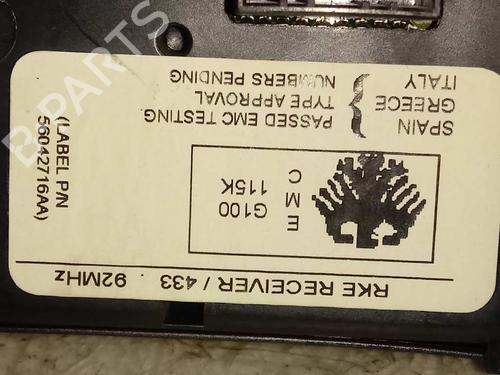 RKE RECEIVER / 433 92MHz
E
M
C
G100
115K
SPAIN
GREECE
ITALY
PASSED EMC TESTING.
TYPE APPROVAL
NUMBERS PENDING
(LABEL P/N
56042716AA)
B-PARTS